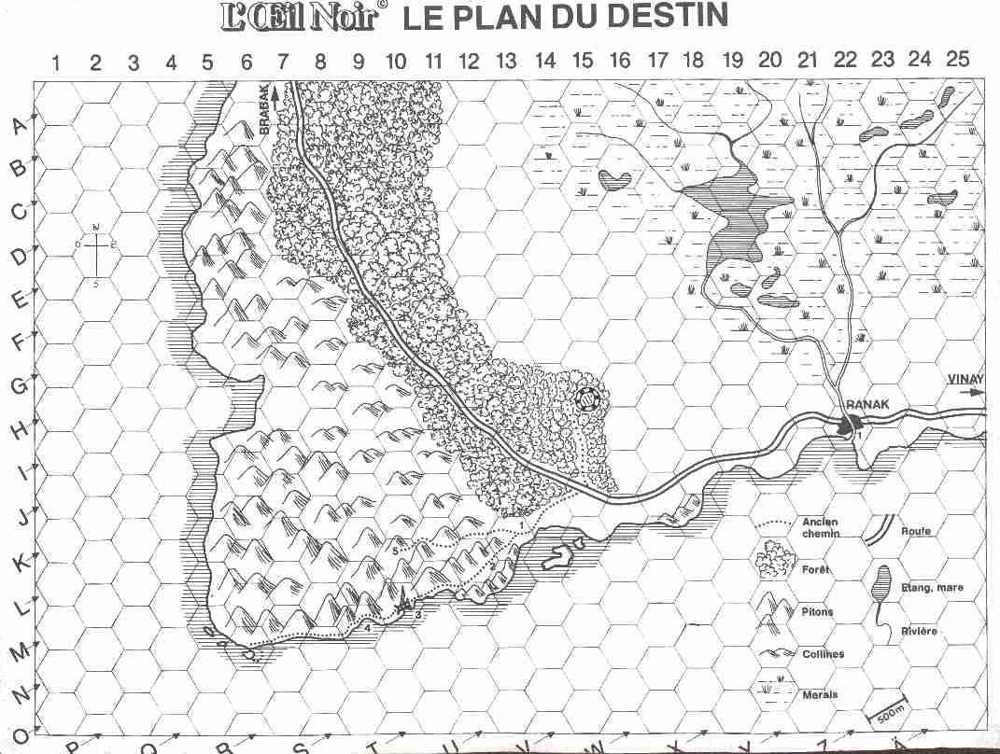 L'Œil Noir© LE PLAN DU DESTIN
1 2 3 4 5 6 7 8 9 10 11 12 13 14 15 16 17 18 19 20 21 22 23 24 25
BRABAK
A
B
C
N
O E
S
D
E
F
G
VINAY
RANAK
H
1
I
J
1
Ancien chemin
Route
K
5
2
Forêt
Etang, mare
L
3
Pitons
4
Rivière
M
Collines
N
Marais
500m
O
P Q R S T U V W X Y Z Ä